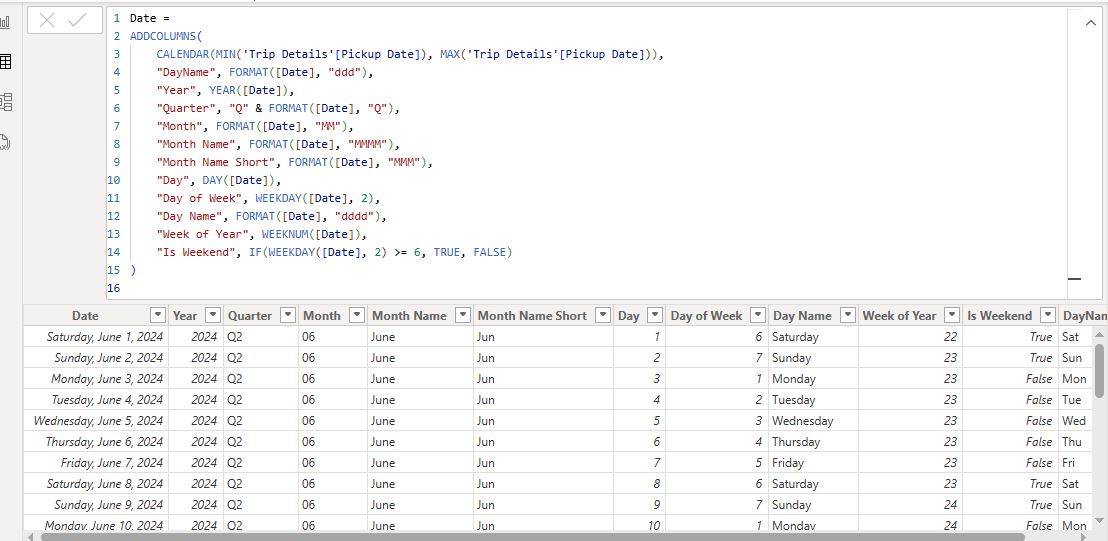 1 Date =
2 ADDCOLUMNS(
3 CALENDAR(MIN('Trip Details'[Pickup Date]), MAX('Trip Details'[Pickup Date])),
4 "DayName", FORMAT([Date], "ddd"),
5 "Year", YEAR([Date]),
6 "Quarter", "Q" & FORMAT([Date], "Q"),
7 "Month", FORMAT([Date], "MM"),
8 "Month Name", FORMAT([Date], "MMMM"),
9 "Month Name Short", FORMAT([Date], "MMM"),
10 "Day", DAY([Date]),
11 "Day of Week", WEEKDAY([Date], 2),
12 "Day Name", FORMAT([Date], "dddd"),
13 "Week of Year", WEEKNUM([Date]),
14 "Is Weekend", IF(WEEKDAY([Date], 2) >= 6, TRUE, FALSE)
15 )
16
Date Year Quarter Month Month Name Month Name Short Day Day of Week Day Name Week of Year Is Weekend DayNan
Saturday, June 1, 2024 2024 Q2 06 June Jun 1 6 Saturday 22 True Sat
Sunday, June 2, 2024 2024 Q2 06 June Jun 2 7 Sunday 23 True Sun
Monday, June 3, 2024 2024 Q2 06 June Jun 3 1 Monday 23 False Mon
Tuesday, June 4, 2024 2024 Q2 06 June Jun 4 2 Tuesday 23 False Tue
Wednesday, June 5, 2024 2024 Q2 06 June Jun 5 3 Wednesday 23 False Wed
Thursday, June 6, 2024 2024 Q2 06 June Jun 6 4 Thursday 23 False Thu
Friday, June 7, 2024 2024 Q2 06 June Jun 7 5 Friday 23 False Fri
Saturday, June 8, 2024 2024 Q2 06 June Jun 8 6 Saturday 23 True Sat
Sunday, June 9, 2024 2024 Q2 06 June Jun 9 7 Sunday 24 True Sun
Monday, June 10, 2024 2024 Q2 06 June Jun 10 1 Monday 24 False Mon